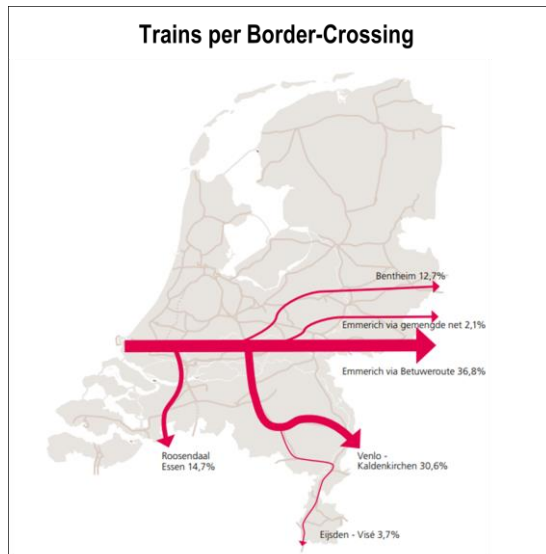 Trains per Border-Crossing
Bentheim 12,7%
Emmerich via gemengde net 2,1%
Emmerich via Betuweroute 36,8%
Roosendaal
Essen 14,7%
Venlo -
Kaldenkirchen 30,6%
Eijsden - Visé 3,7%